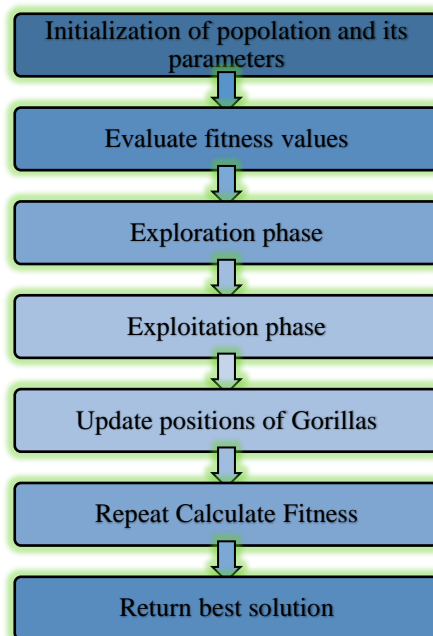 Initialization of popolation and its
parameters
Evaluate fitness values
Exploration phase
Exploitation phase
Update positions of Gorillas
Repeat Calculate Fitness
Return best solution